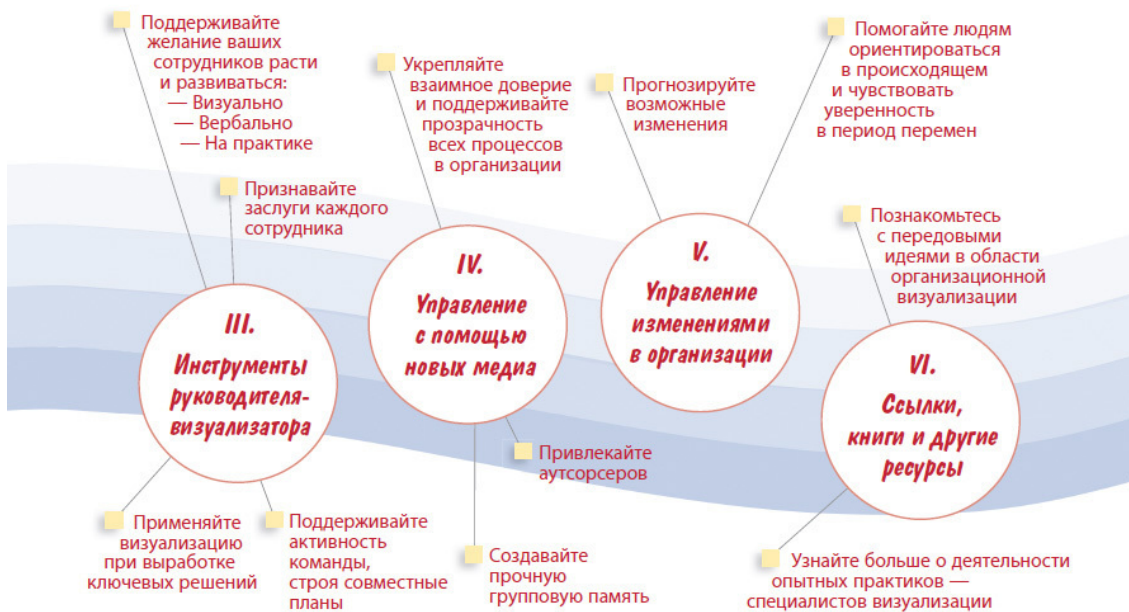 Поддерживайте
желание ваших
сотрудников расти
и развиваться:
— Визуально
— Вербально
— На практике
Признавайте
заслуги каждого
сотрудника
III.
Инструменты
руководителя-
визуализатора
Применяйте
визуализацию
при выработке
ключевых решений
Поддерживайте
активность
команды,
строя совместные
планы
Укрепляйте
взаимное доверие
и поддерживайте
прозрачность
всех процессов
в организации
IV.
Управление
с помощью
новых медиа
Привлекайте
аутсорсеров
Создавайте
прочную
групповую память
Прогнозируйте
возможные
изменения
Помогайте людям
ориентироваться
в происходящем
и чувствовать
уверенность
в период перемен
V.
Управление
изменениями
в организации
Познакомьтесь
с передовыми
идеями в области
организационной
визуализации
VI.
Ссылки,
книги и другие
ресурсы
Узнайте больше о деятельности
опытных практиков —
специалистов визуализации